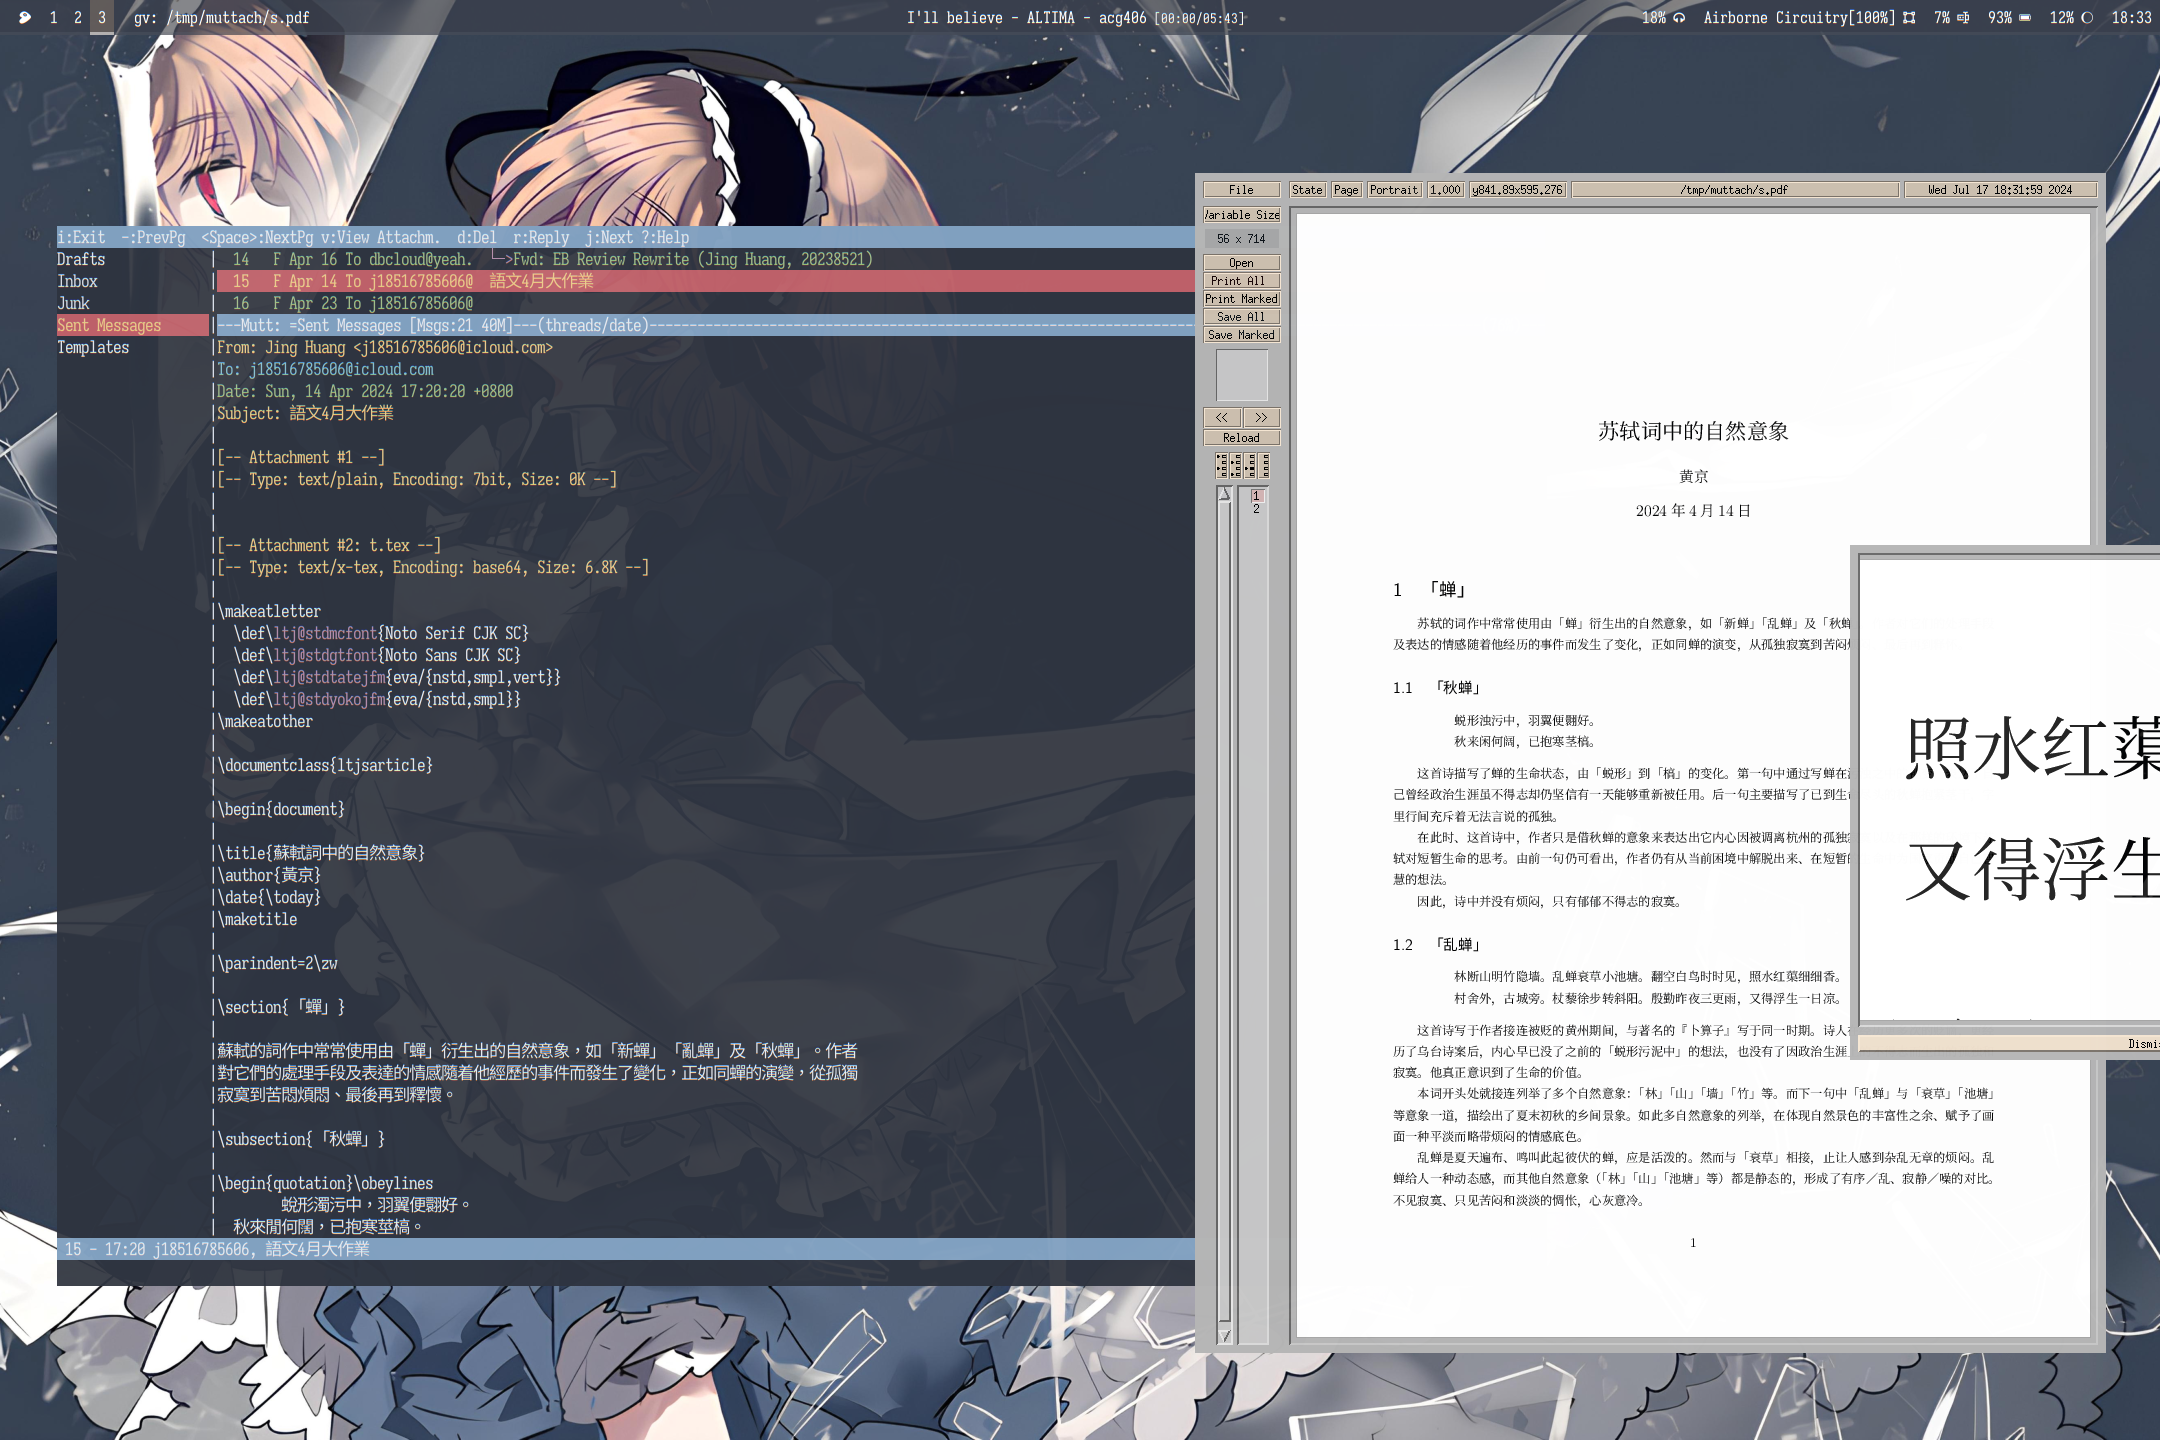 1 2 3 gv: /tmp/muttach/s.pdf
I'll believe - ALTIMA - acg406 [00:00/05:43]
18% Airborne Circuitry[100%] 7% 93% 12% 18:33
i:Exit -:PrevPg <Space>:NextPg v:View Attachm. d:Del r:Reply j:Next ?:Help
Drafts
Inbox
Junk
Sent Messages
Templates
14 F Apr 16 To dbcloud@yeah. └─>Fwd: EB Review Rewrite (Jing Huang, 20238521)
15 F Apr 14 To j18516785606@ 語文4月大作業
16 F Apr 23 To j18516785606@
---Mutt: =Sent Messages [Msgs:21 40M]---(threads/date)---
From: Jing Huang <j18516785606@icloud.com>
To: j18516785606@icloud.com
Date: Sun, 14 Apr 2024 17:20:20 +0800
Subject: 語文4月大作業
[-- Attachment #1 --]
[-- Type: text/plain, Encoding: 7bit, Size: 0K --]
[-- Attachment #2: t.tex --]
[-- Type: text/x-tex, Encoding: base64, Size: 6.8K --]
\makeatletter
\def\ltj@stdmcfont{Noto Serif CJK SC}
\def\ltj@stdgtfont{Noto Sans CJK SC}
\def\ltj@stdtatejfm{eva/{nstd,smpl,vert}}
\def\ltj@stdyokojfm{eva/{nstd,smpl}}
\makeatother
\documentclass{ltjsarticle}
\begin{document}
\title{蘇軾詞中的自然意象}
\author{黃京}
\date{\today}
\maketitle
\parindent=2\zw
\section{「蟬」}
蘇軾的詞作中常常使用由「蟬」衍生出的自然意象，如「新蟬」「亂蟬」及「秋蟬」。作者
對它們的處理手段及表達的情感隨着他經歷的事件而發生了變化，正如同蟬的演變，從孤獨
寂寞到苦悶煩悶、最後再到釋懷。
\subsection{「秋蟬」}
\begin{quotation}\obeylines
蛻形濁污中，羽翼便翾好。
秋來閒何闊，已抱寒莖槁。
15 - 17:20 j18516785606, 語文4月大作業
File State Page Portrait 1.000 y841.89x595.276 /tmp/muttach/s.pdf Wed Jul 17 18:31:59 2024
/ariable Size
56 x 714
Open
Print All
Print Marked
Save All
Save Marked
<< >>
Reload
1
2
苏轼词中的自然意象
黄京
2024 年 4 月 14 日
1 「蝉」
苏轼的词作中常常使用由「蝉」衍生出的自然意象，如「新蝉」「乱蝉」及「秋蝉
及表达的情感随着他经历的事件而发生了变化，正如同蝉的演变，从孤独寂寞到苦闷
1.1 「秋蝉」
蜕形浊污中，羽翼便翾好。
秋来闲何阔，已抱寒茎槁。
这首诗描写了蝉的生命状态，由「蜕形」到「槁」的变化。第一句中通过写蝉在
己曾经政治生涯虽不得志却仍坚信有一天能够重新被任用。后一句主要描写了已到生
里行间充斥着无法言说的孤独。
在此时、这首诗中，作者只是借秋蝉的意象来表达出它内心因被调离杭州的孤独
轼对短暂生命的思考。由前一句仍可看出，作者仍有从当前困境中解脱出来、在短暂
慧的想法。
因此，诗中并没有烦闷，只有郁郁不得志的寂寞。
1.2 「乱蝉」
林断山明竹隐墙。乱蝉衰草小池塘。翻空白鸟时时见，照水红蕖细细香。
村舍外，古城旁。杖藜徐步转斜阳。殷勤昨夜三更雨，又得浮生一日凉。
这首诗写于作者接连被贬的黄州期间，与著名的『卜算子』写于同一时期。诗人
历了乌台诗案后，内心早已没了之前的「蜕形污泥中」的想法，也没有了因政治生涯
寂寞。他真正意识到了生命的价值。
本词开头处就接连列举了多个自然意象：「林」「山」「墙」「竹」等。而下一句中「乱蝉」与「衰草」「池塘」
等意象一道，描绘出了夏末初秋的乡间景象。如此多自然意象的列举，在体现自然景色的丰富性之余、赋予了画
面一种平淡而略带烦闷的情感底色。
乱蝉是夏天遍布、鸣叫此起彼伏的蝉，应是活泼的。然而与「衰草」相接，止让人感到杂乱无章的烦闷。乱
蝉给人一种动态感，而其他自然意象（「林」「山」「池塘」等）都是静态的，形成了有序／乱、寂静／噪的对比。
不见寂寞、只见苦闷和淡淡的惆怅，心灰意冷。
1
照水红蕖
又得浮生
Dismi